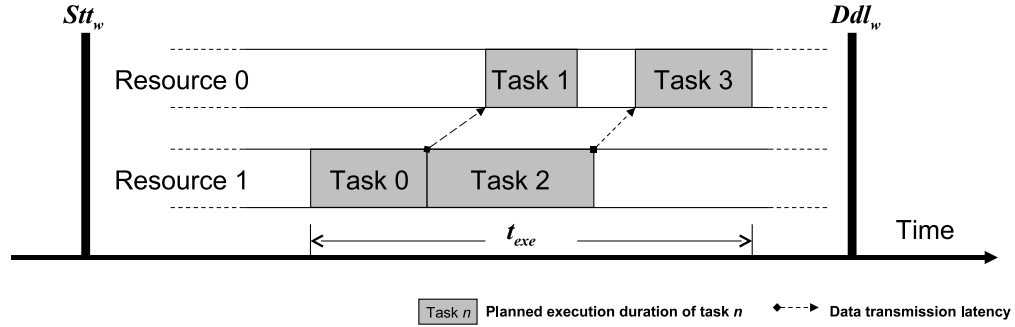 Stt_w Ddl_w
Resource 0 Task 1 Task 3
Resource 1 Task 0 Task 2
t_exe
Time
Task n Planned execution duration of task n Data transmission latency